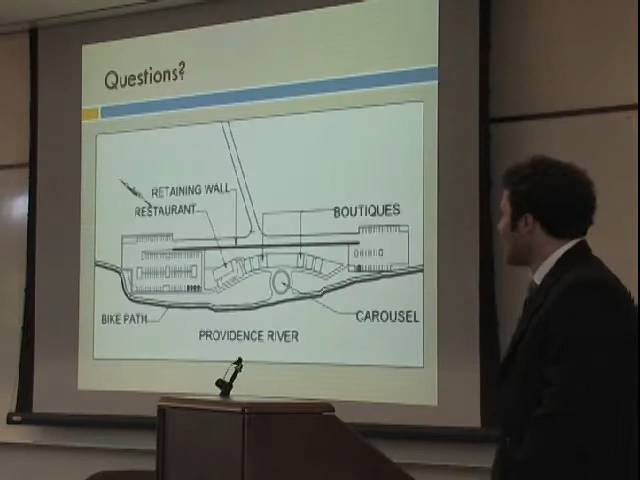 Questions?
RETAINING WALL
RESTAURANT
BOUTIQUES
BIKE PATH
CAROUSEL
PROVIDENCE RIVER